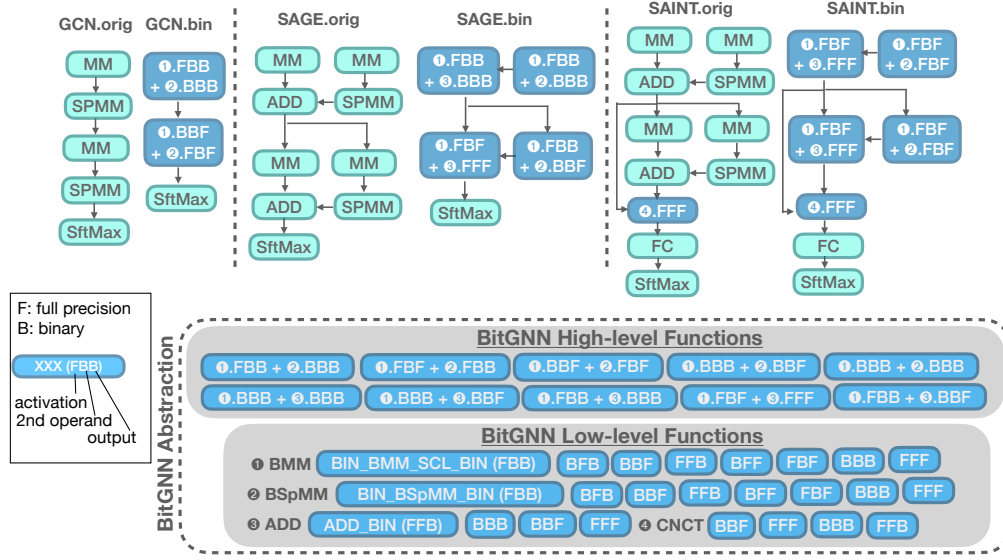 GCN.orig
MM
SPMM
MM
SPMM
SftMax
GCN.bin
❶.FBB
+ ❷.BBB
❶.BBF
+ ❷.FBF
SftMax
SAGE.orig
MM MM
ADD SPMM
MM MM
ADD SPMM
SftMax
SAGE.bin
❶.FBB
+ ❸.BBB
❶.FBB
+ ❷.BBB
❶.FBF
+ ❸.FFF
❶.FBB
+ ❷.BBF
SftMax
SAINT.orig
MM MM
ADD SPMM
MM MM
ADD SPMM
❹.FFF
FC
SftMax
SAINT.bin
❶.FBF
+ ❸.FFF
❶.FBF
+ ❷.FBF
❶.FBF
+ ❸.FFF
❶.FBF
+ ❷.FBF
❹.FFF
FC
SftMax
F: full precision
B: binary
XXX (FBB)
activation
2nd operand
output
BitGNN Abstraction
BitGNN High-level Functions
❶.FBB + ❷.BBB ❶.FBF + ❷.FBB ❶.BBF + ❷.FBF ❶.BBB + ❷.BBF ❶.BBB + ❷.BBB
❶.BBB + ❸.BBB ❶.BBB + ❸.BBF ❶.FBB + ❸.BBB ❶.FBF + ❸.FFF ❶.FBB + ❸.BBF
BitGNN Low-level Functions
❶ BMM BIN_BMM_SCL_BIN (FBB) BFB BBF FFB BFF FBF BBB FFF
❷ BSpMM BIN_BSpMM_BIN (FBB) BFB BBF FFB BFF FBF BBB FFF
❸ ADD ADD_BIN (FFB) BBB BBF FFF ❹ CNCT BBF FFF BBB FFB